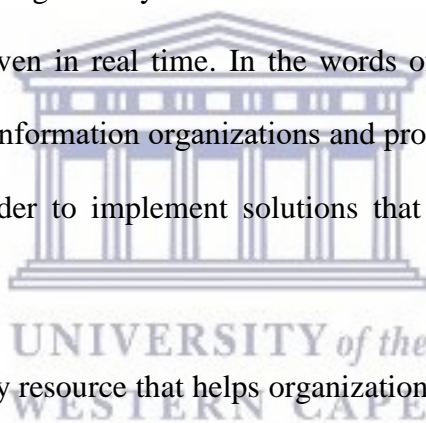 ven in real time. In the words o
nformation organizations and pro
der to implement solutions that
UNIVERSITY of the
y resource that helps organization
WESTERN CAPE